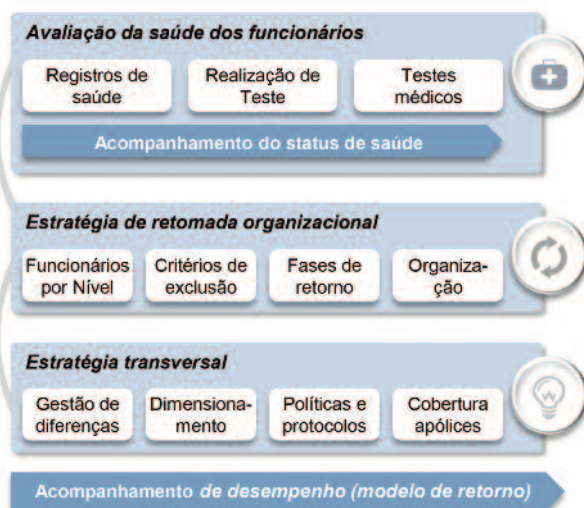 Avaliação da saúde dos funcionários
Registros de saúde
Realização de Teste
Testes médicos
Acompanhamento do status de saúde
Estratégia de retomada organizacional
Funcionários por Nível
Critérios de exclusão
Fases de retorno
Organiza-
ção
Estratégia transversal
Gestão de diferenças
Dimensiona-
mento
Políticas e protocolos
Cobertura apólices
Acompanhamento de desempenho (modelo de retorno)